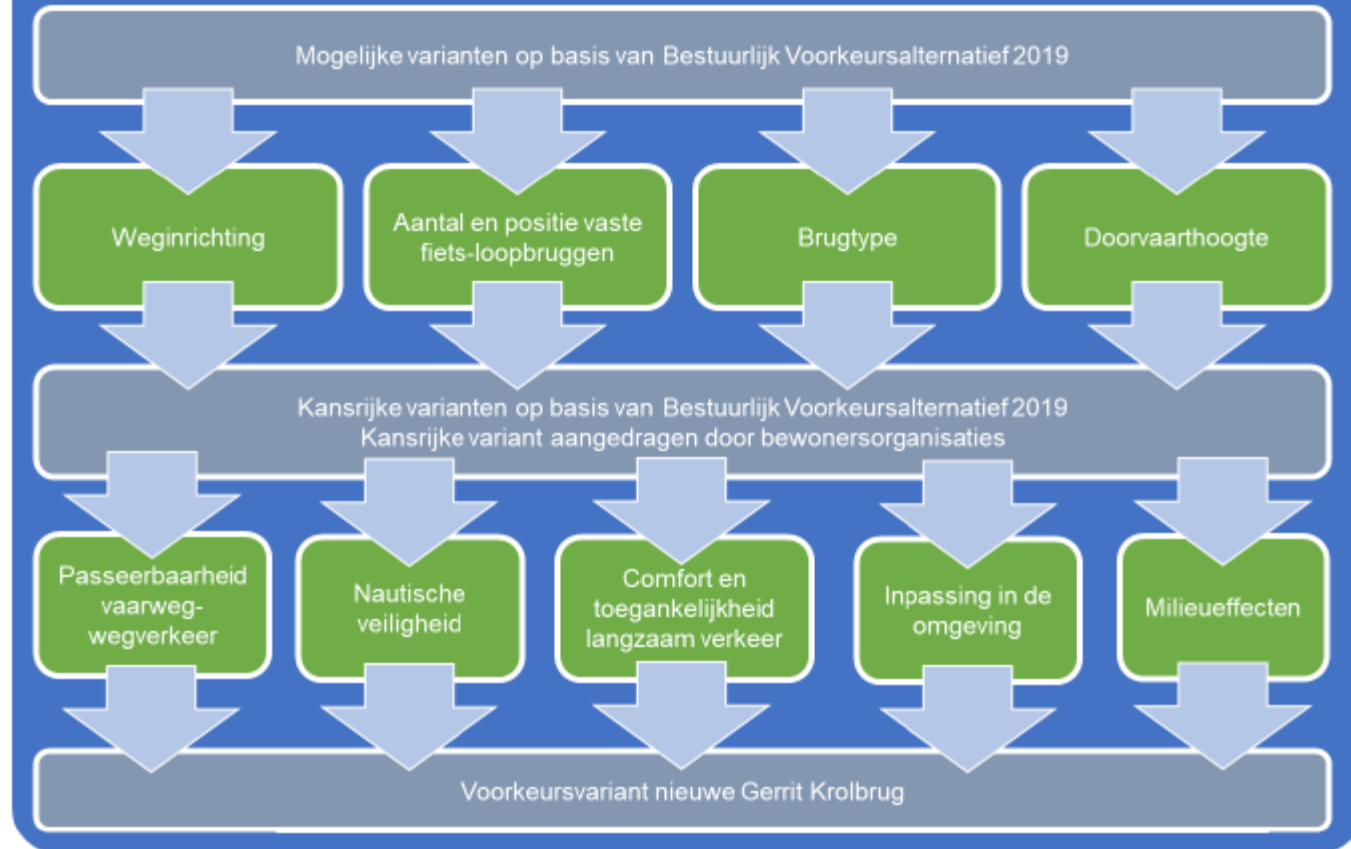 Mogelijke varianten op basis van Bestuurlijk Voorkeursalternatief 2019
Weginrichting
Aantal en positie vaste
fiets-loopbruggen
Brugtype
Doorvaarthoogte
Kansrijke varianten op basis van Bestuurlijk Voorkeursalternatief 2019
Kansrijke variant aangedragen door bewonersorganisaties
Passeerbaarheid
vaarweg-
wegverkeer
Nautische
veiligheid
Comfort en
toegankelijkheid
langzaam verkeer
Inpassing in de
omgeving
Milieueffecten
Voorkeursvariant nieuwe Gerrit Krolbrug